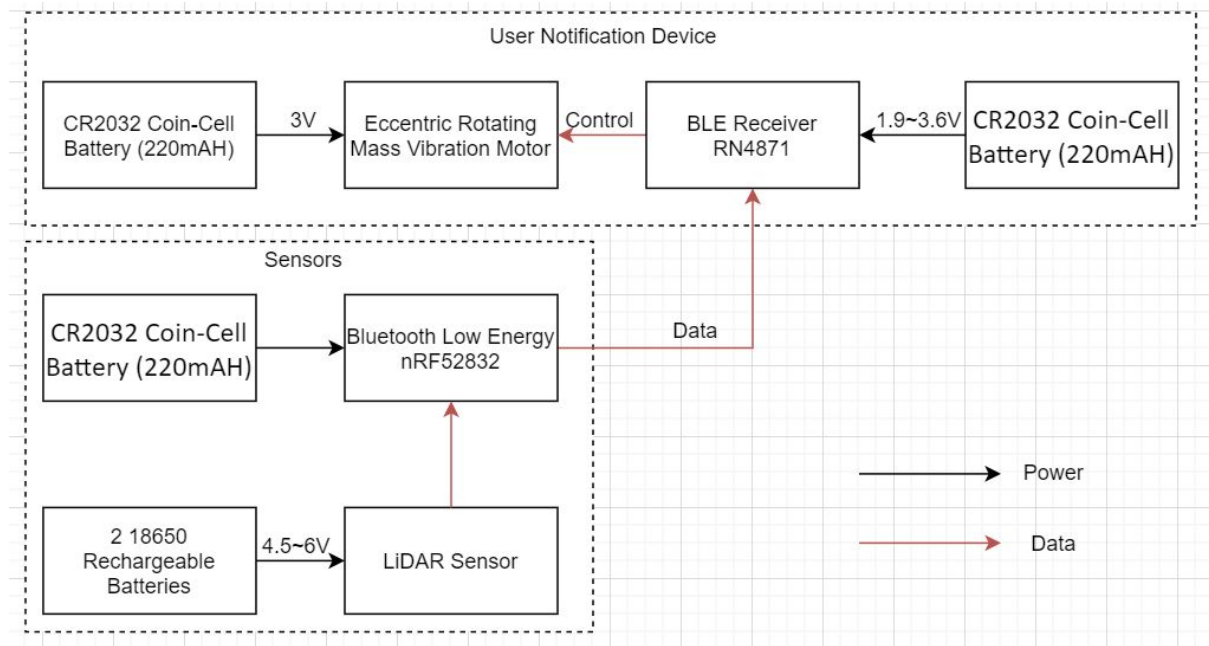 User Notification Device
CR2032 Coin-Cell
Battery (220mAH)
3V
Eccentric Rotating
Mass Vibration Motor
Control
BLE Receiver
RN4871
1.9~3.6V
CR2032 Coin-Cell
Battery (220mAH)
Sensors
CR2032 Coin-Cell
Battery (220mAH)
Bluetooth Low Energy
nRF52832
Data
2 18650
Rechargeable
Batteries
4.5~6V
LiDAR Sensor
Power
Data